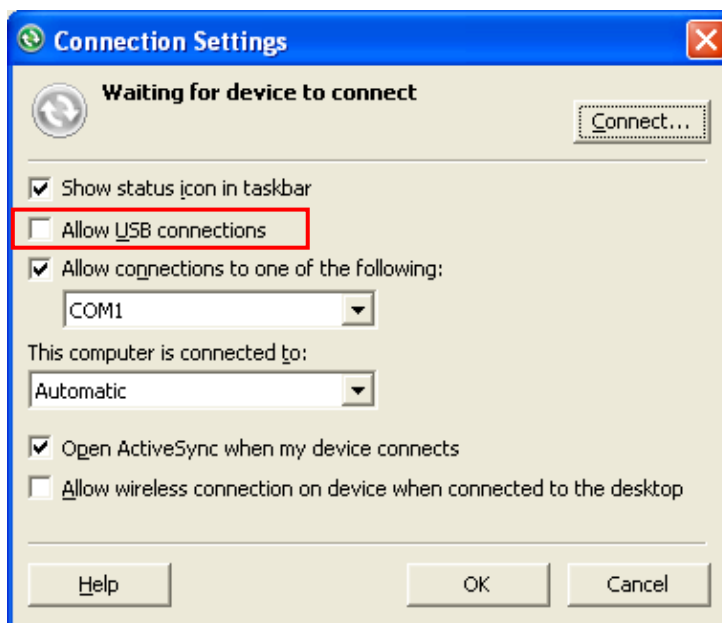 Connection Settings
Waiting for device to connect
Connect...
Show status icon in taskbar
Allow USB connections
Allow connections to one of the following:
COM1
This computer is connected to:
Automatic
Open ActiveSync when my device connects
Allow wireless connection on device when connected to the desktop
Help OK Cancel